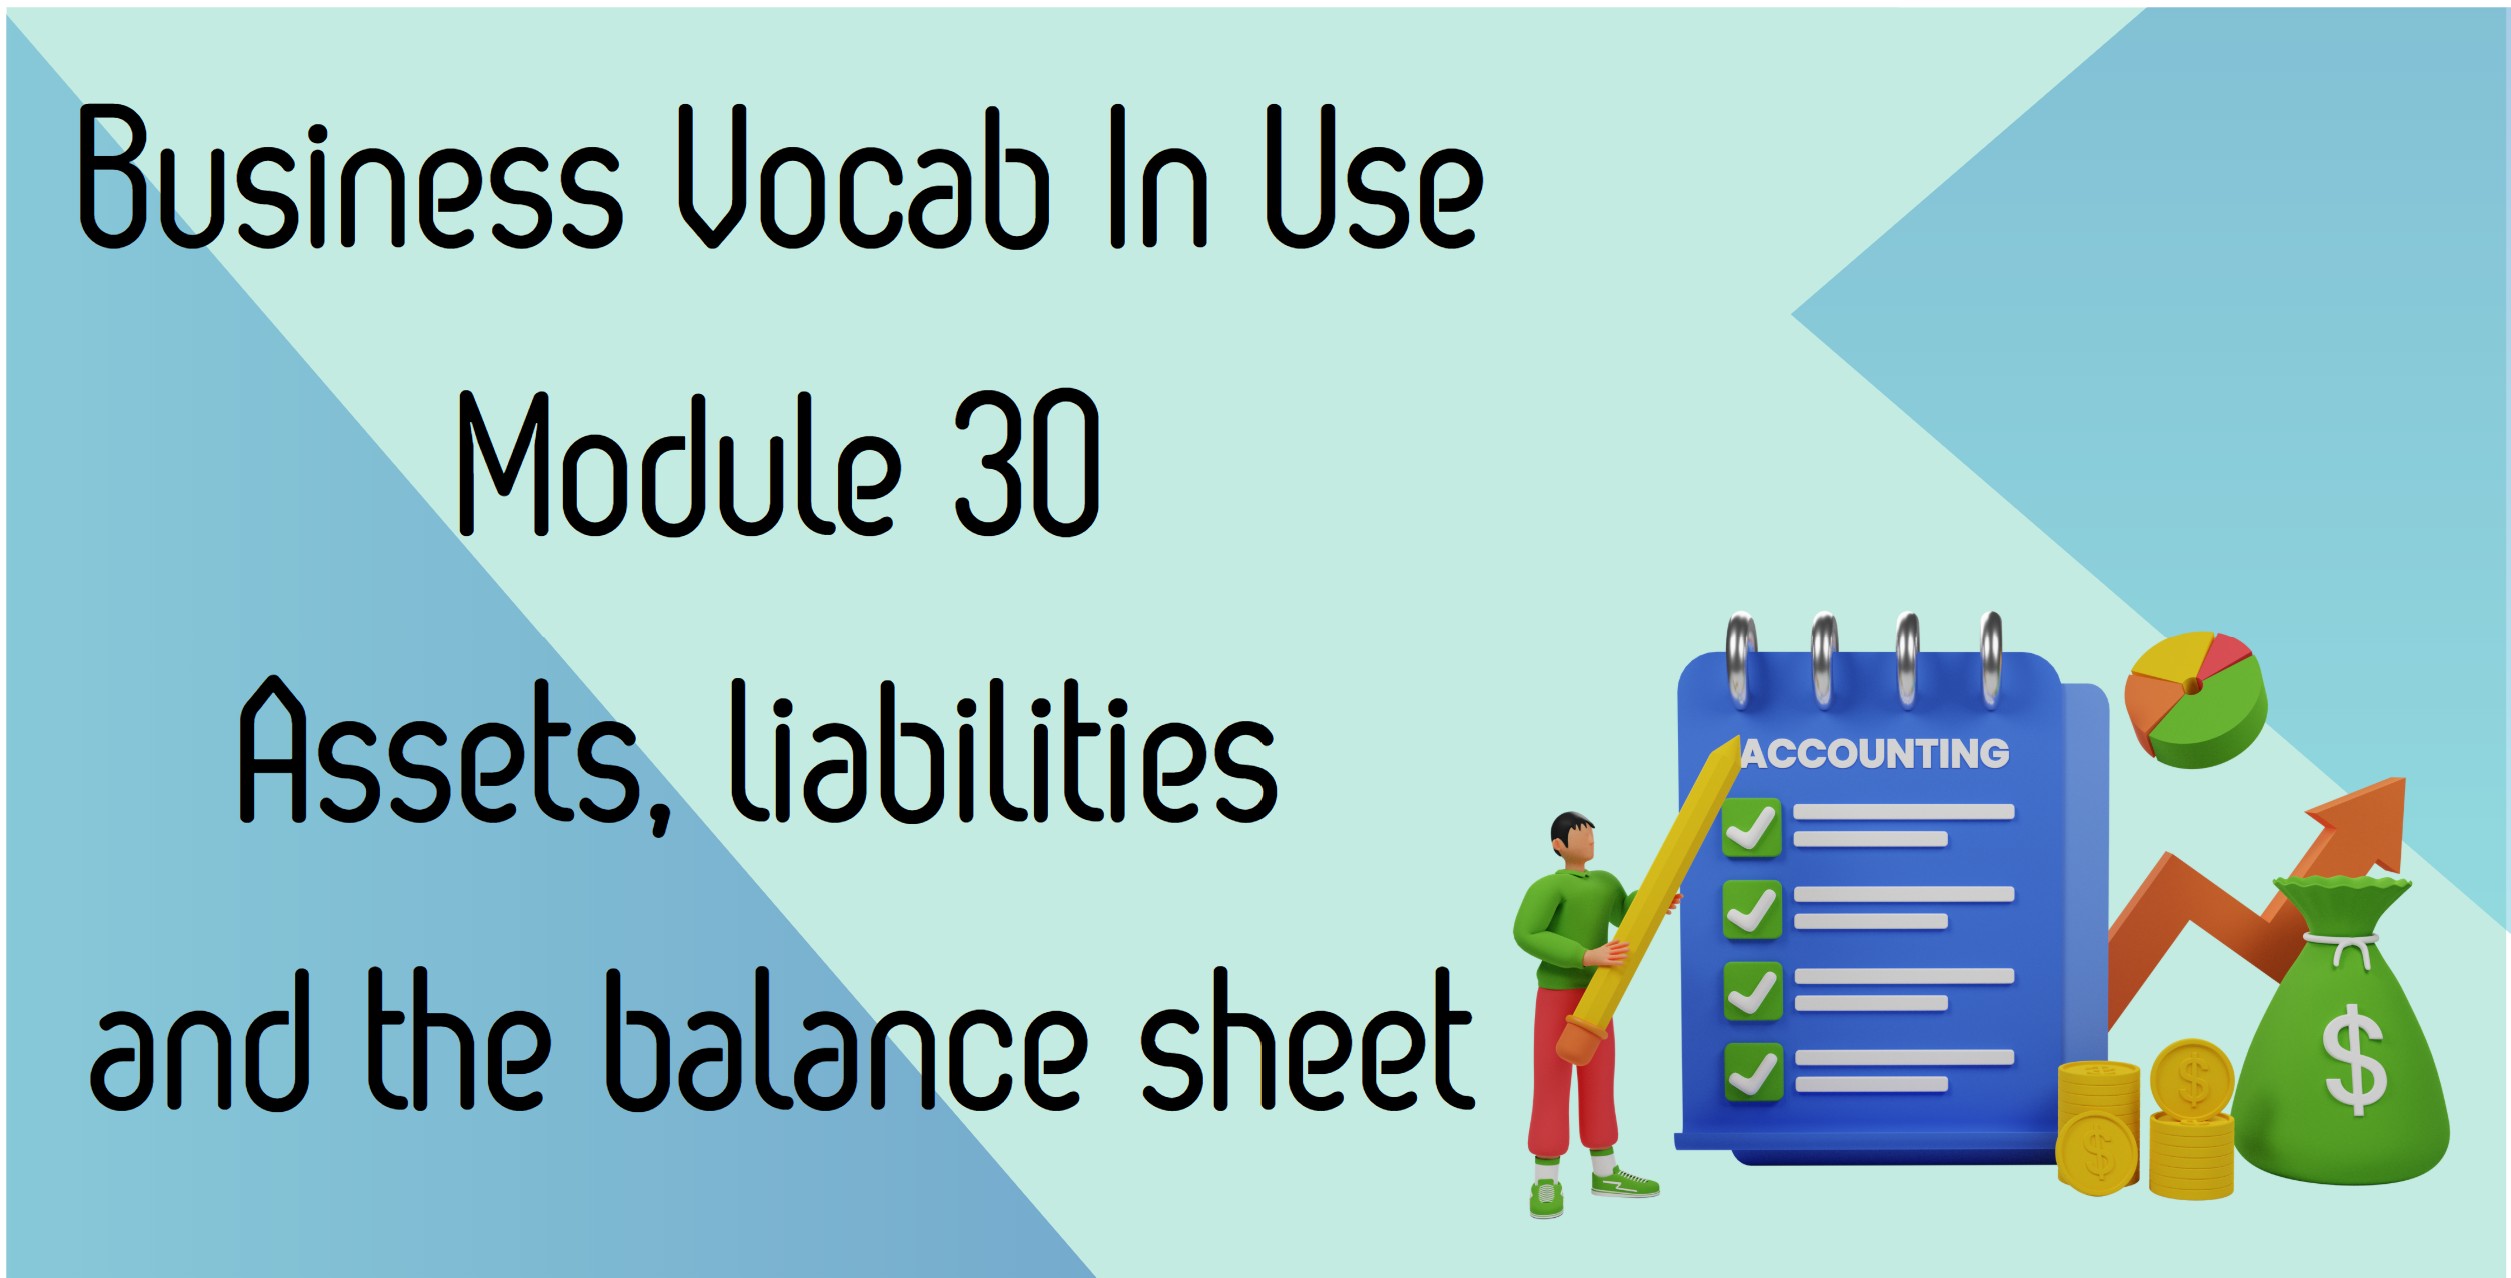 Business Vocab In Use
Module 30
Assets, liabilities
and the balance sheet
ACCOUNTING
$
$
$